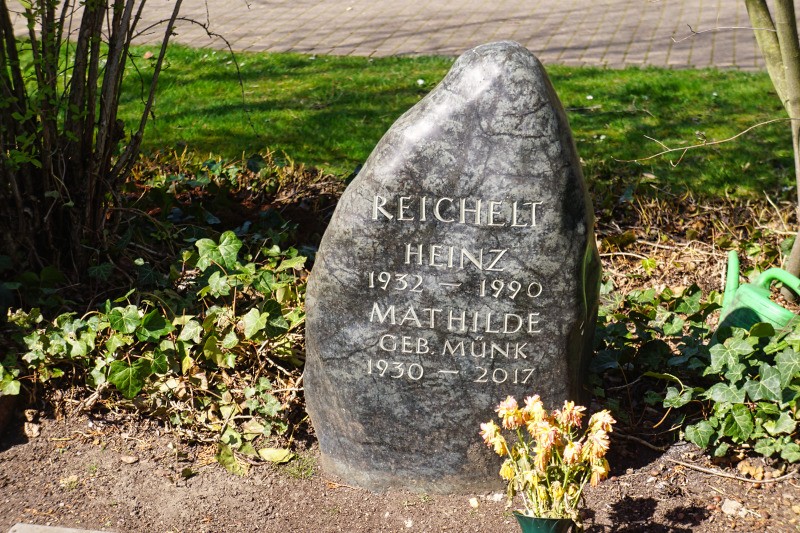 REICHELT
HEINZ
1932 – 1990
MATHILDE
GEB. MÜNK
1930 – 2017